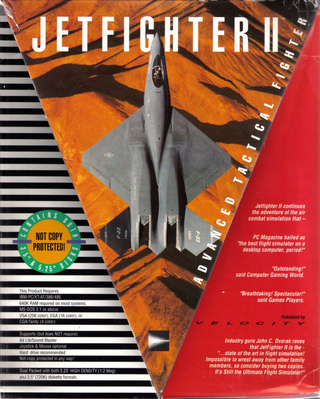 JETFIGHTER II
ADVANCED TACTICAL FIGHTER
CONTAINS BOTH
NOT COPY
PROTECTED!
This Product Requires
IBM PC/XT/AT/386/486
640K RAM required on most systems
MS-DOS 2.1 or above
VGA (256 color), EGA (16 color), or
CGA/Tandy (4 color)
Supports (but does NOT require)
Ad Lib/Sound Blaster
Joystick & Mouse optional
Hard drive recommended
Not copy protected in any way!
Dual Packed with both 5.25" HIGH DENSITY (1.2 Meg)
and 3.5" (720K) diskette formats
YF-23
Jetfighter II continues
the adventure of the air
combat simulation that –
PC Magazine hailed as
"the best flight simulator on a
desktop computer, period!"
"Outstanding!"
said Computer Gaming World.
"Breathtaking! Spectacular!"
said Games Players.
Published by
VELOCITY
Industry guru John C. Dvorak raves
that JetFighter II is the -
"...state of the art in flight simulation!
Impossible to wrest away from other family
members, so consider buying two copies.
It's Still the Ultimate Flight Simulator"